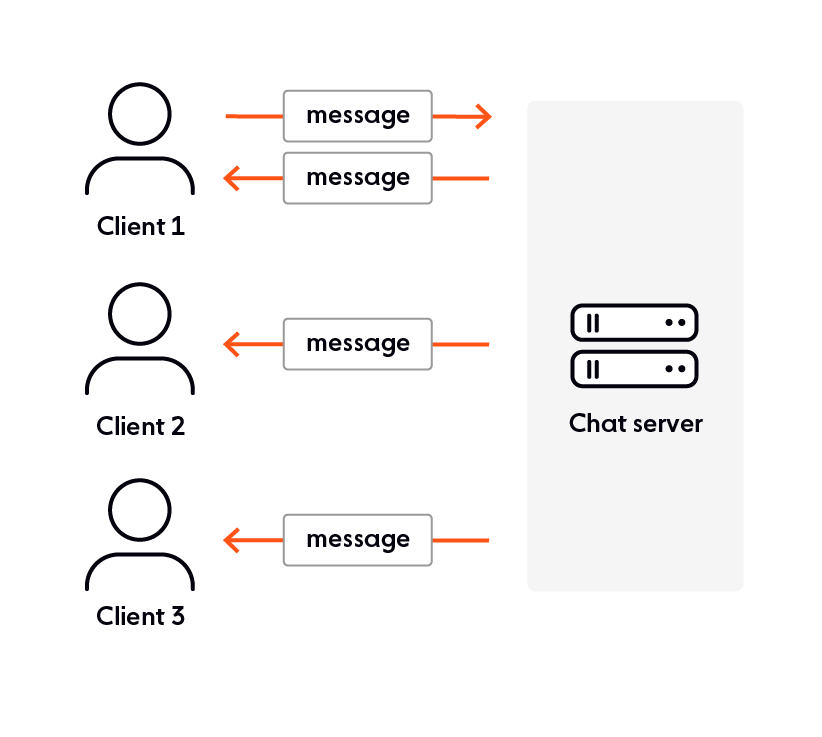 message
message
Client 1
message
Client 2
Chat server
message
Client 3